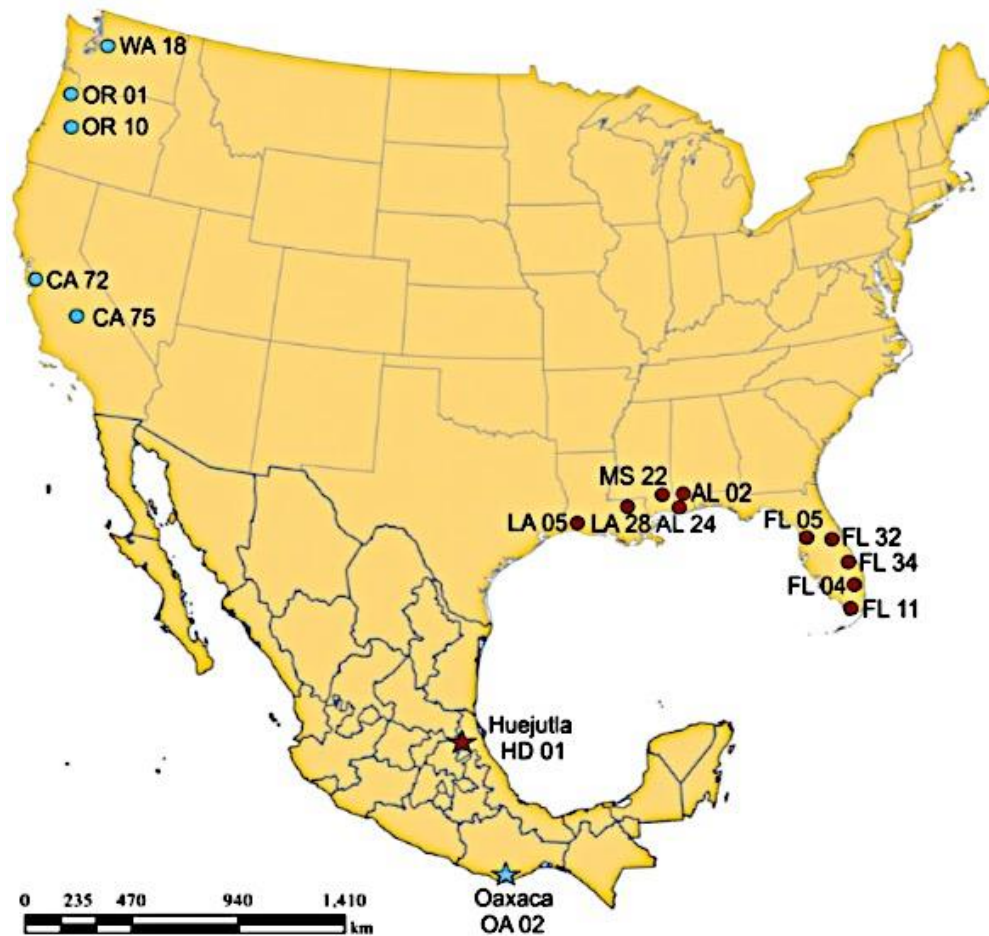 WA 18
OR 01
OR 10
CA 72
CA 75
MS 22
AL 02
LA 05
LA 28
AL 24
FL 05
FL 32
FL 34
FL 04
FL 11
Huejutla
HD 01
Oaxaca
OA 02
0 235 470 940 1,410
km